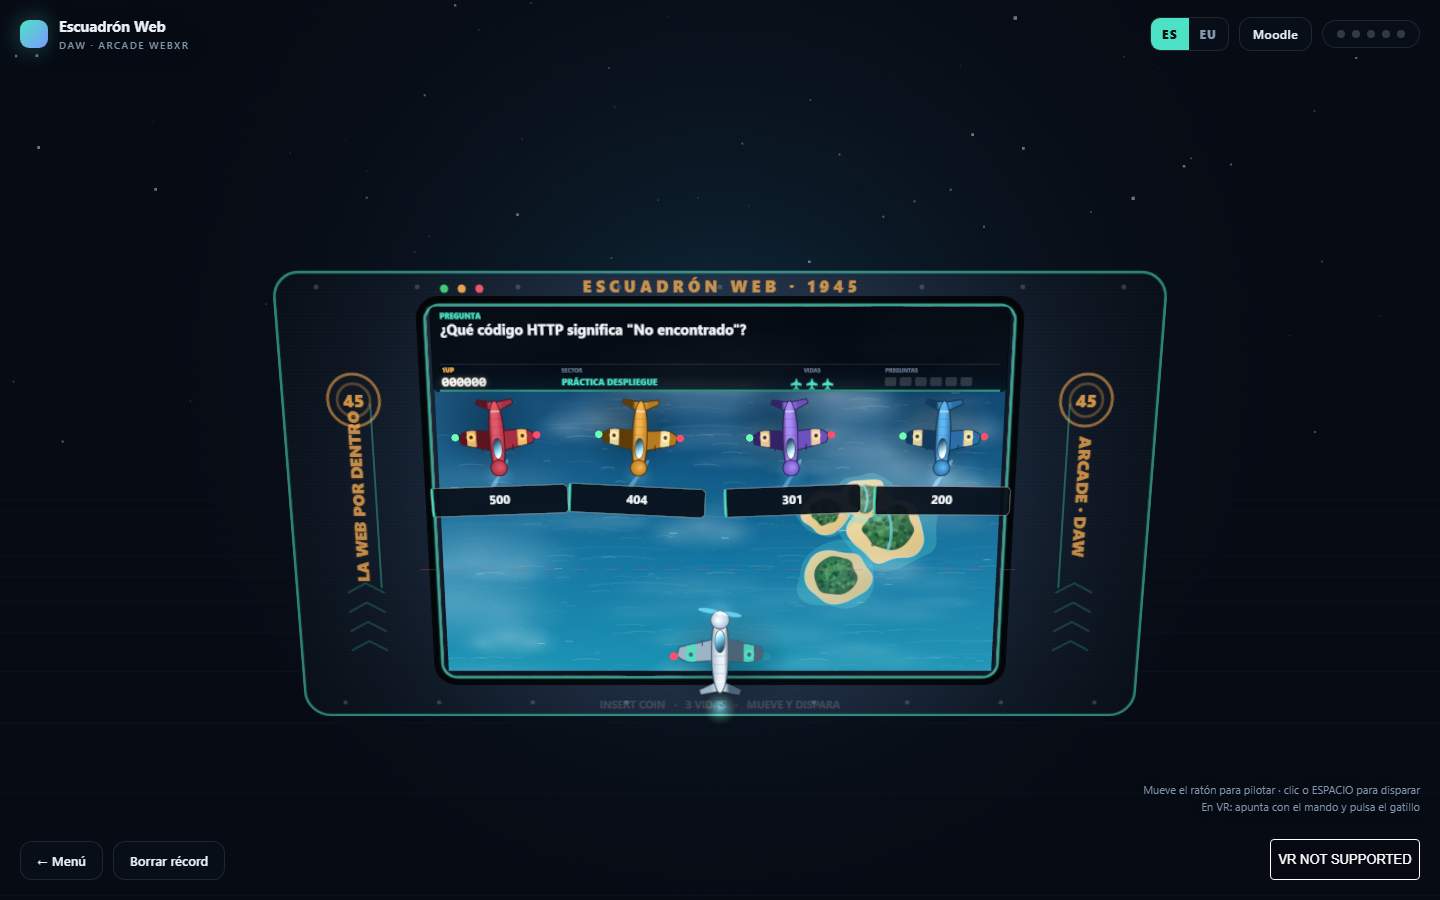 Escuadrón Web
DAW · ARCADE WEBXR
ES
EU
Moodle
ESCUADRÓN WEB · 1945
PREGUNTA
¿Qué código HTTP significa "No encontrado"?
1UP
000000
SECTOR
PRÁCTICA DESPLIEGUE
VIDAS
PREGUNTAS
45
LA WEB POR DENTRO
45
ARCADE · DAW
500
404
301
200
INSERT COIN · 3 VIDAS · MUEVE Y DISPARA
Mueve el ratón para pilotar · clic o ESPACIO para disparar
En VR: apunta con el mando y pulsa el gatillo
← Menú
Borrar récord
VR NOT SUPPORTED